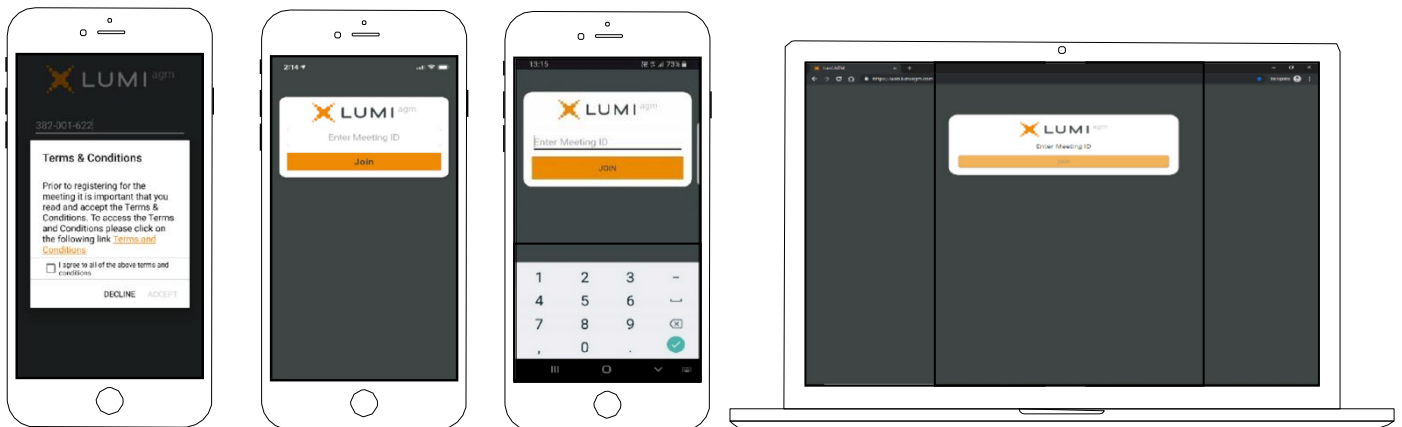 LUMI agm
382-001-622
Terms & Conditions
Prior to registering for the
meeting it is important that you
read and accept the Terms &
Conditions. To access the Terms
and Conditions please click on
the following link Terms and
Conditions
I agree to all of the above terms and
conditions
DECLINE ACCEPT
2:14
LUMI agm
Enter Meeting ID
Join
13:15
73%
LUMI agm
Enter Meeting ID
JOIN
1 2 3 -
4 5 6
7 8 9
, 0 .
LUMI agm
Enter Meeting ID
Join